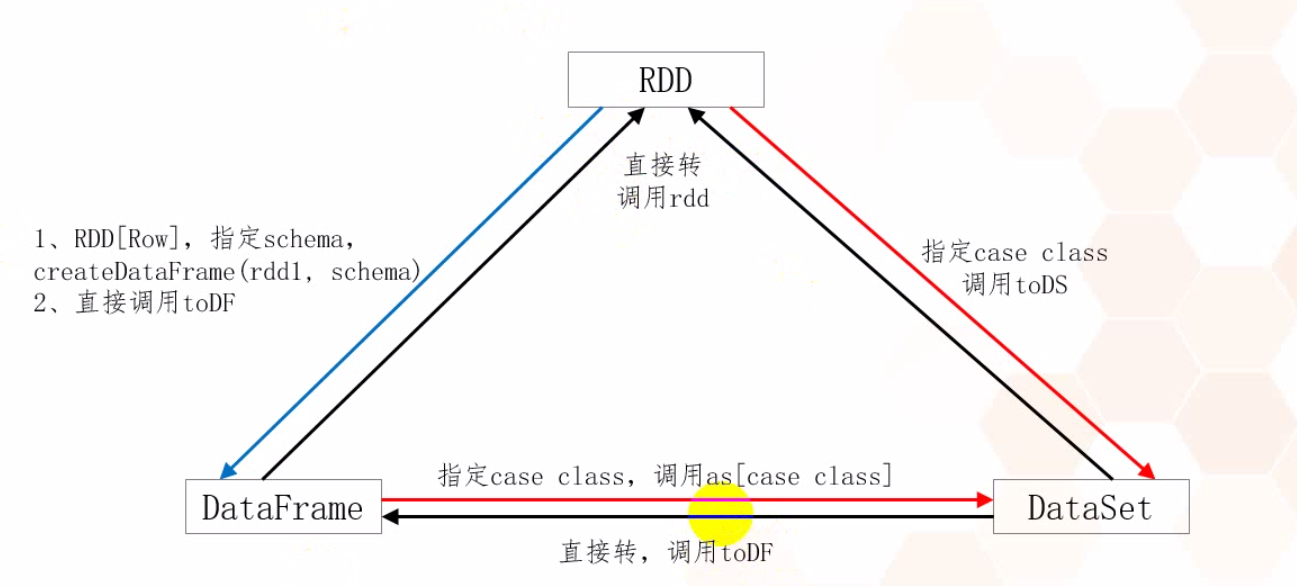 RDD
直接转
调用rdd
1、RDD[Row], 指定schema,
createDataFrame(rdd1, schema)
2、直接调用toDF
指定case class
调用toDS
指定case class, 调用as[case class]
DataFrame
DataSet
直接转, 调用toDF